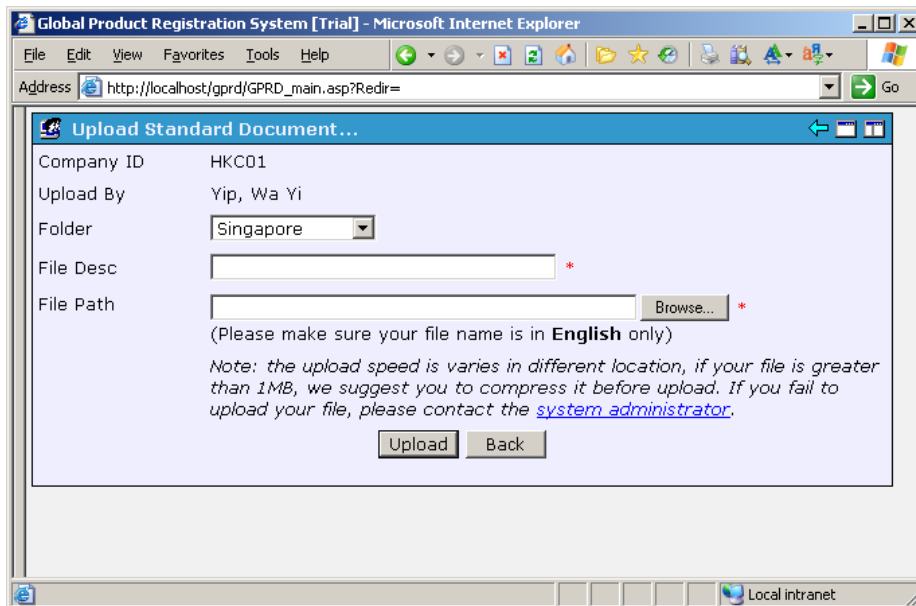 Global Product Registration System [Trial] - Microsoft Internet Explorer
File Edit View Favorites Tools Help
Address http://localhost/gprd/GPRD_main.asp?Redir= Go
Upload Standard Document...
Company ID HKC01
Upload By Yip, Wa Yi
Folder Singapore
File Desc *
File Path Browse... *
(Please make sure your file name is in English only)
Note: the upload speed is varies in different location, if your file is greater
than 1MB, we suggest you to compress it before upload. If you fail to
upload your file, please contact the system administrator.
Upload Back
Local intranet